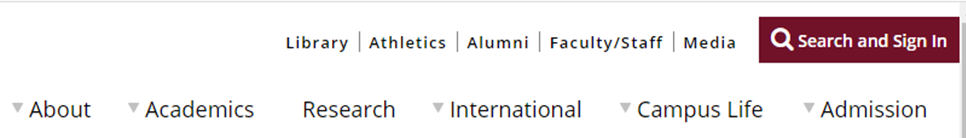 Library | Athletics | Alumni | Faculty/Staff | Media Search and Sign In
About Academics Research International Campus Life Admission